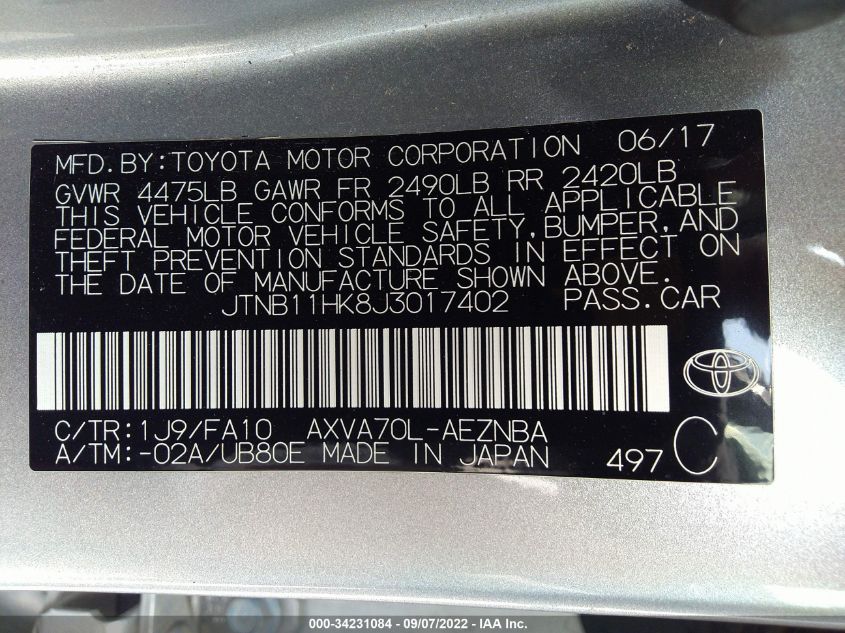 MFD.BY:TOYOTA MOTOR CORPORATION 06/17
GVWR 4475LB GAWR FR 2490LB RR 2420LB
THIS VEHICLE CONFORMS TO ALL APPLICABLE
FEDERAL MOTOR VEHICLE SAFETY, BUMPER, AND
THEFT PREVENTION STANDARDS IN EFFECT ON
THE DATE OF MANUFACTURE SHOWN ABOVE.
JTNB11HK8J3017402 PASS.CAR
C/TR:1J9/FA10 AXVA70L-AEZNBA
A/TM:-02A/UB80E MADE IN JAPAN 497 C
000-34231084 - 09/07/2022 - IAA Inc.